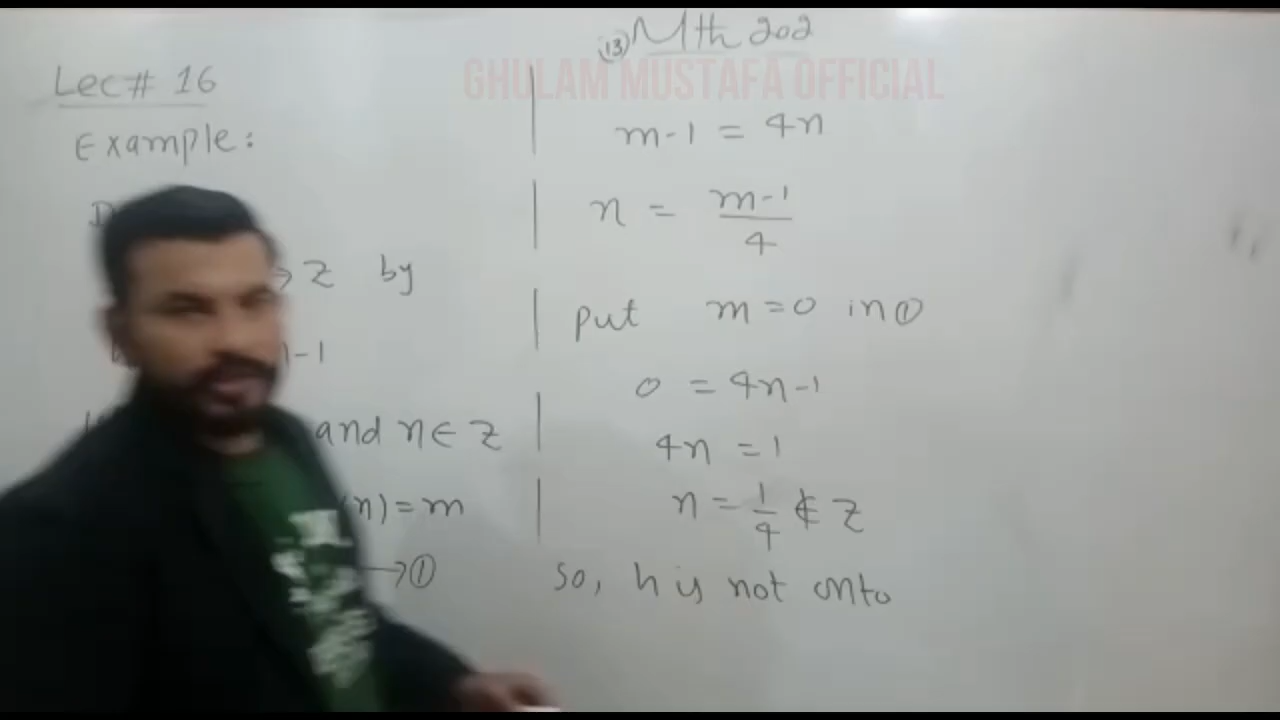 Lec# 16
Example:
→ Z by
n-1
and n ∈ Z
(n) = m
→ ①
(13) Mth 202
GHULAM MUSTAFA OFFICIAL
m-1 = 4n
n = m-1/4
put m = 0 in ①
0 = 4n-1
4n = 1
n = 1/4 ∉ Z
so, h is not onto